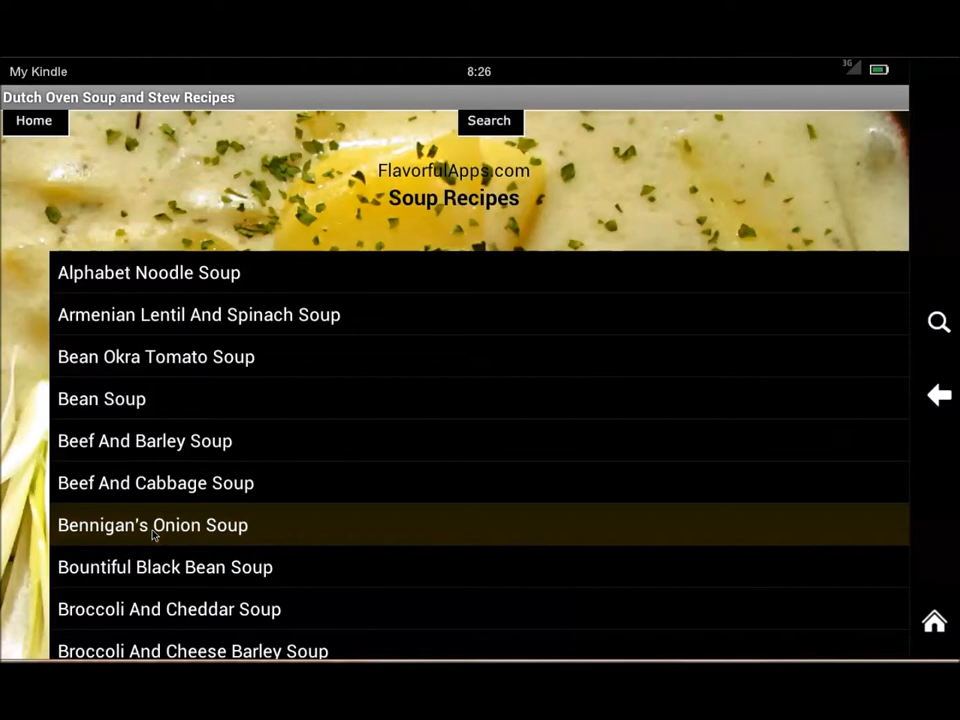 My Kindle 8:26 3G
Dutch Oven Soup and Stew Recipes
Home Search
FlavorfulApps.com
Soup Recipes
Alphabet Noodle Soup
Armenian Lentil And Spinach Soup
Bean Okra Tomato Soup
Bean Soup
Beef And Barley Soup
Beef And Cabbage Soup
Bennigan's Onion Soup
Bountiful Black Bean Soup
Broccoli And Cheddar Soup
Broccoli And Cheese Barley Soup